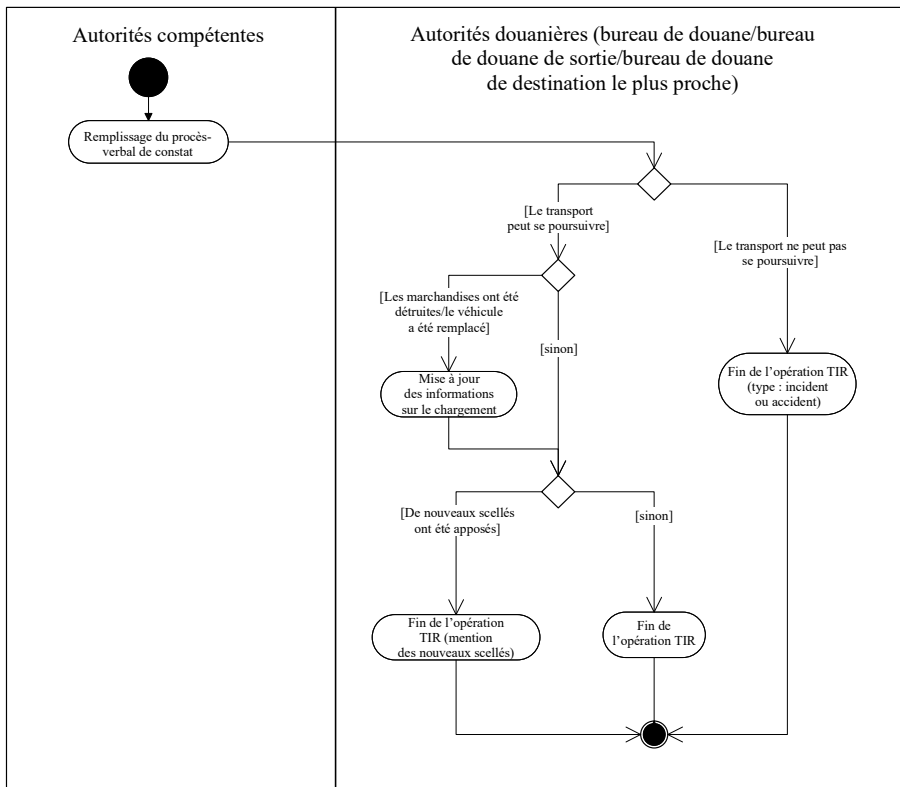 Autorités compétentes
Autorités douanières (bureau de douane/bureau
de douane de sortie/bureau de douane
de destination le plus proche)
Remplissage du procès-
verbal de constat
[Le transport
peut se poursuivre]
[Le transport ne peut pas
se poursuivre]
[Les marchandises ont été
détruites/le véhicule
a été remplacé]
[sinon]
Mise à jour
des informations
sur le chargement
Fin de l’opération TIR
(type : incident
ou accident)
[De nouveaux scellés
ont été apposés]
[sinon]
Fin de l’opération
TIR (mention
des nouveaux scellés)
Fin de
l’opération TIR